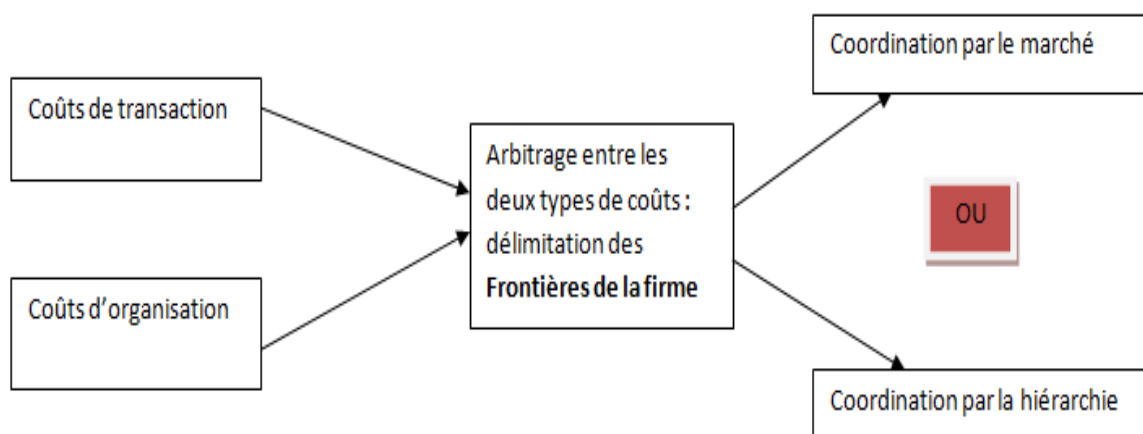 Coûts de transaction
Coûts d'organisation
Arbitrage entre les
deux types de coûts :
délimitation des
Frontières de la firme
Coordination par le marché
OU
Coordination par la hiérarchie